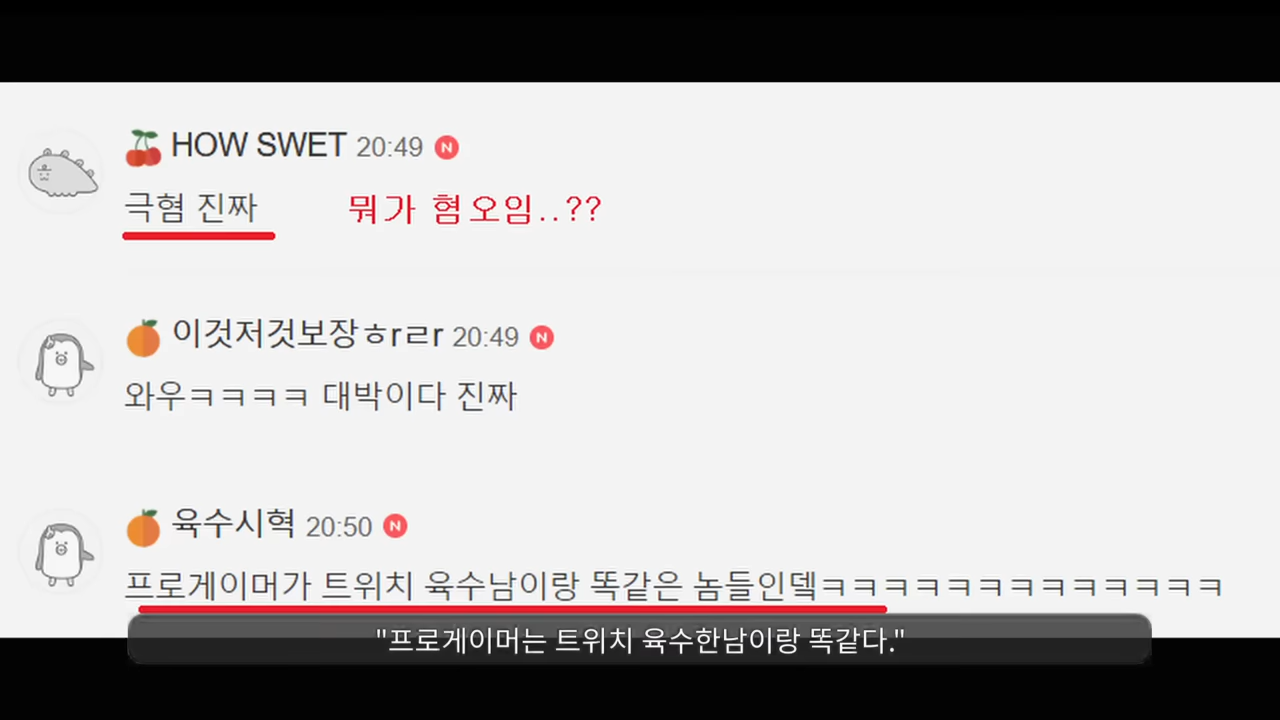 HOW SWET 20:49 N
극혐 진짜 뭐가 혐오임..??
이것저것보장ㅎrㄹr 20:49 N
와우ㅋㅋㅋㅋ 대박이다 진짜
육수시혁 20:50 N
프로게이머가 트위치 육수남이랑 똑같은 놈들인뎈ㅋㅋㅋㅋㅋㅋㅋㅋㅋㅋㅋㅋㅋ
"프로게이머는 트위치 육수한남이랑 똑같다."